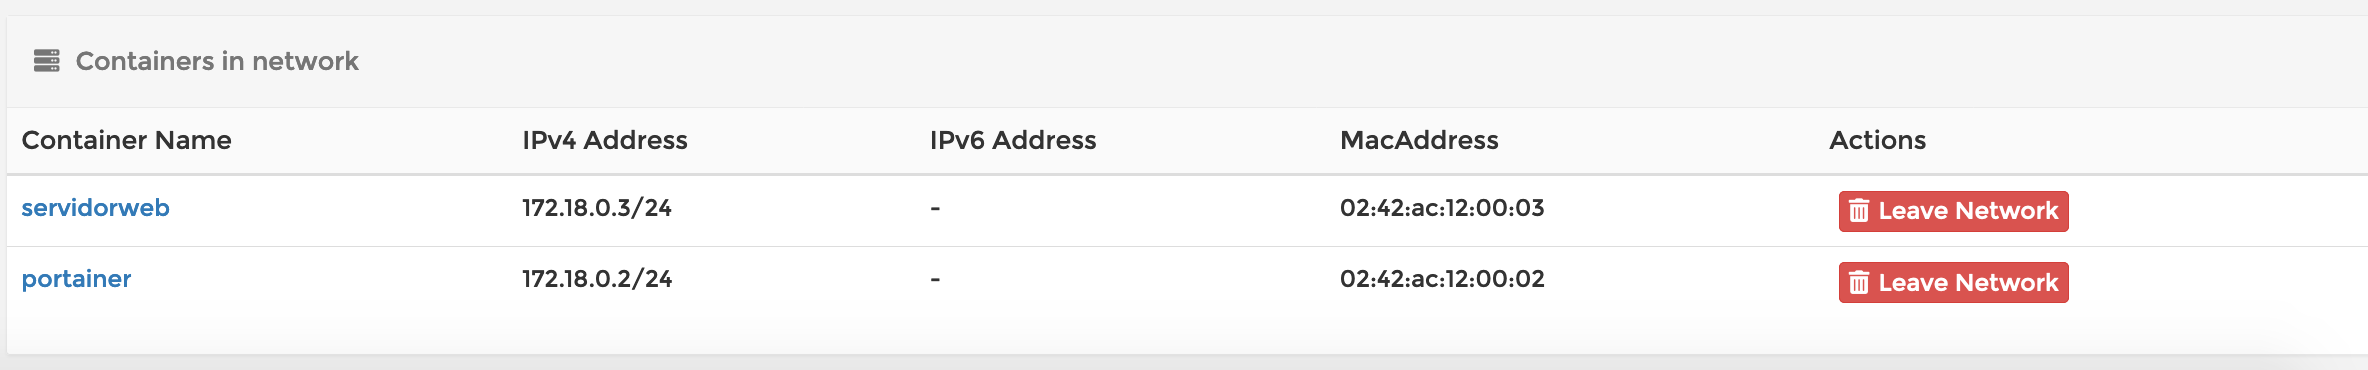 Containers in network
Container Name IPv4 Address IPv6 Address MacAddress Actions
servidorweb 172.18.0.3/24 - 02:42:ac:12:00:03 Leave Network
portainer 172.18.0.2/24 - 02:42:ac:12:00:02 Leave Network